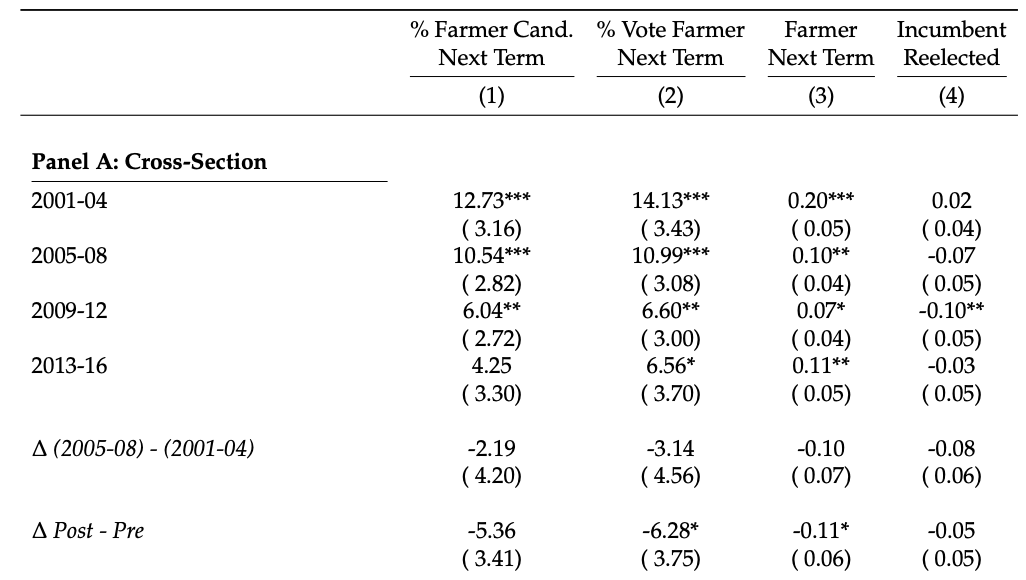 % Farmer Cand. % Vote Farmer Farmer Incumbent
Next Term Next Term Next Term Reelected
(1) (2) (3) (4)
Panel A: Cross-Section
2001-04 12.73*** 14.13*** 0.20*** 0.02
( 3.16) ( 3.43) ( 0.05) ( 0.04)
2005-08 10.54*** 10.99*** 0.10** -0.07
( 2.82) ( 3.08) ( 0.04) ( 0.05)
2009-12 6.04** 6.60** 0.07* -0.10**
( 2.72) ( 3.00) ( 0.04) ( 0.05)
2013-16 4.25 6.56* 0.11** -0.03
( 3.30) ( 3.70) ( 0.05) ( 0.05)
Δ (2005-08) - (2001-04) -2.19 -3.14 -0.10 -0.08
( 4.20) ( 4.56) ( 0.07) ( 0.06)
Δ Post - Pre -5.36 -6.28* -0.11* -0.05
( 3.41) ( 3.75) ( 0.06) ( 0.05)